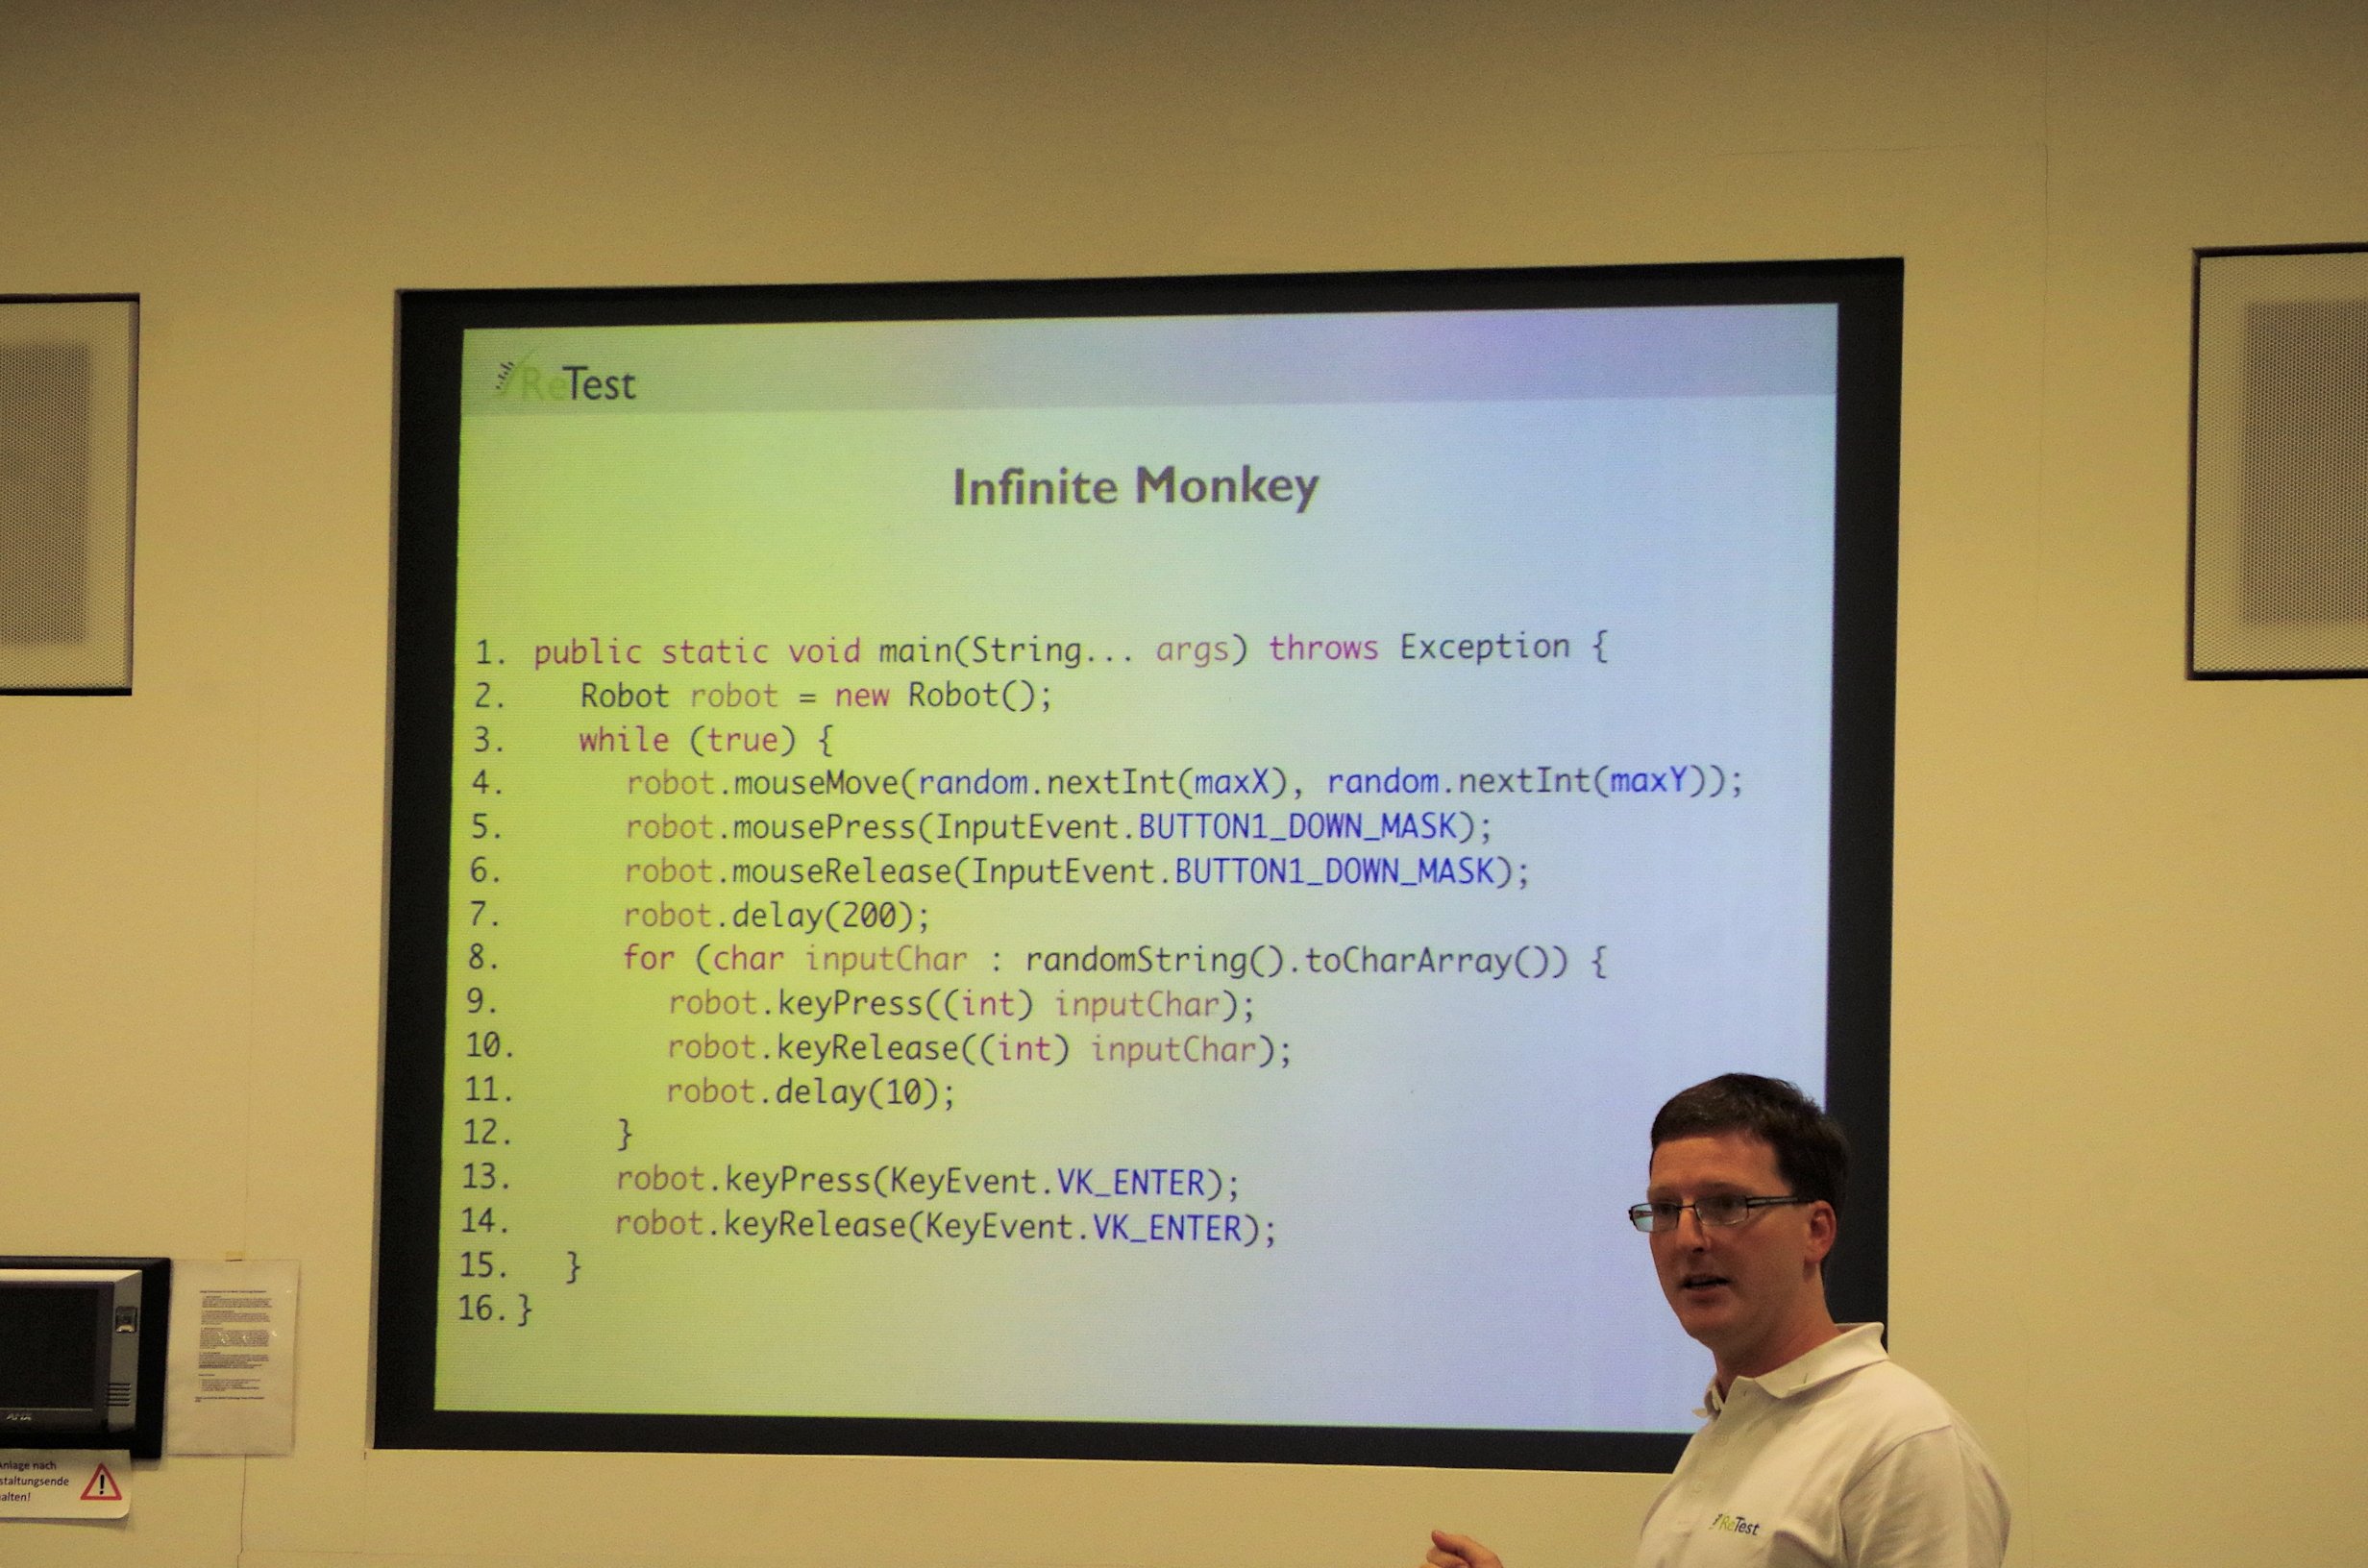 ReTest
Infinite Monkey
1. public static void main(String... args) throws Exception {
2. Robot robot = new Robot();
3. while (true) {
4. robot.mouseMove(random.nextInt(maxX), random.nextInt(maxY));
5. robot.mousePress(InputEvent.BUTTON1_DOWN_MASK);
6. robot.mouseRelease(InputEvent.BUTTON1_DOWN_MASK);
7. robot.delay(200);
8. for (char inputChar : randomString().toCharArray()) {
9. robot.keyPress((int) inputChar);
10. robot.keyRelease((int) inputChar);
11. robot.delay(10);
12. }
13. robot.keyPress(KeyEvent.VK_ENTER);
14. robot.keyRelease(KeyEvent.VK_ENTER);
15. }
16. }
AMX
Anlage nach
staltungsende
alten!
ReTest